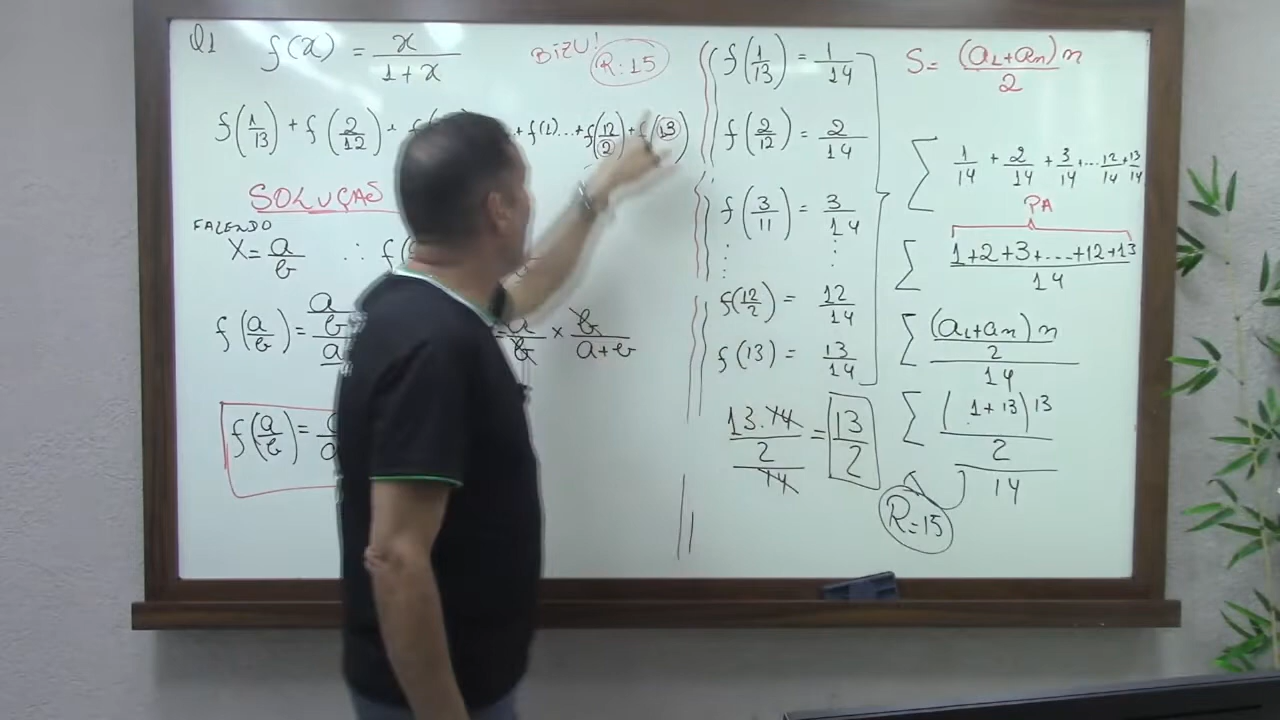 Q1 f(x) = x/(1+x)
BIZU! R:15
f(1/13) + f(2/12) + + f(1)...+f(12/2)+f(13)
SOLUÇÃO
FALENDO
X = a/b ∴ f(
f(a/b) = a/b a × b/(a+b)
f(a/b) =
f(1/13) = 1/14
f(2/12) = 2/14
f(3/11) = 3/14
⋮ ⋮
f(12/2) = 12/14
f(13) = 13/14
13.14/2/14 = 13/2
S = (a1+an)n/2
∑ 1/14 + 2/14 + 3/14 +...12/14+13/14
PA
∑ 1+2+3+....+12+13/14
∑ (a1+an)n/2/14
∑ (1+13)13/2/14
R=15